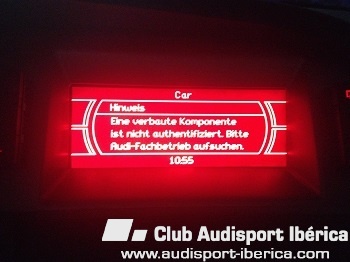 Car
Hinweis
Eine verbaute Komponente
ist nicht authentifiziert. Bitte
Audi-Fachbetrieb aufsuchen.
10:55
Club Audisport Ibérica
www.audisport-iberica.com